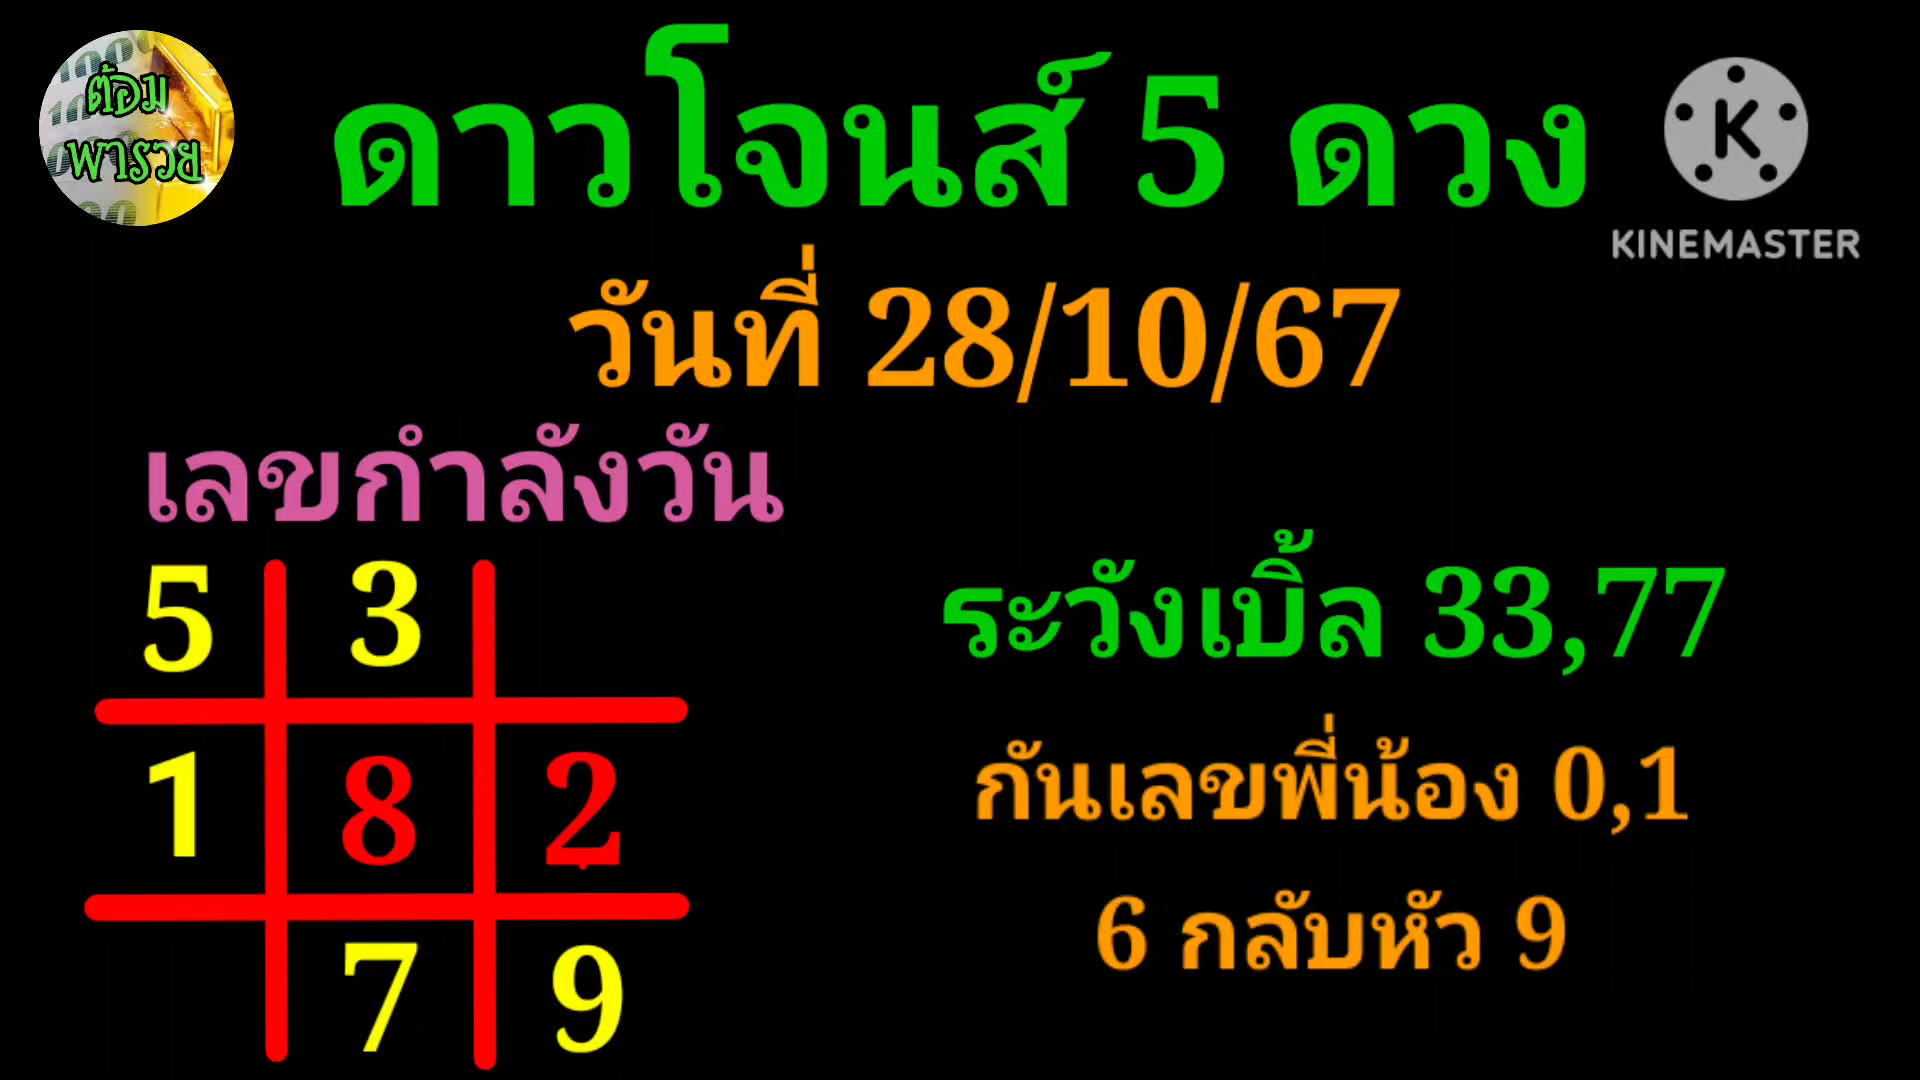 ต้อม
พารวย
ดาวโจนส์ 5 ดวง
KINEMASTER
วันที่ 28/10/67
เลขกำลังวัน
5 3
1 8 2
7 9
ระวังเบิ้ล 33,77
กันเลขพี่น้อง 0,1
6 กลับหัว 9